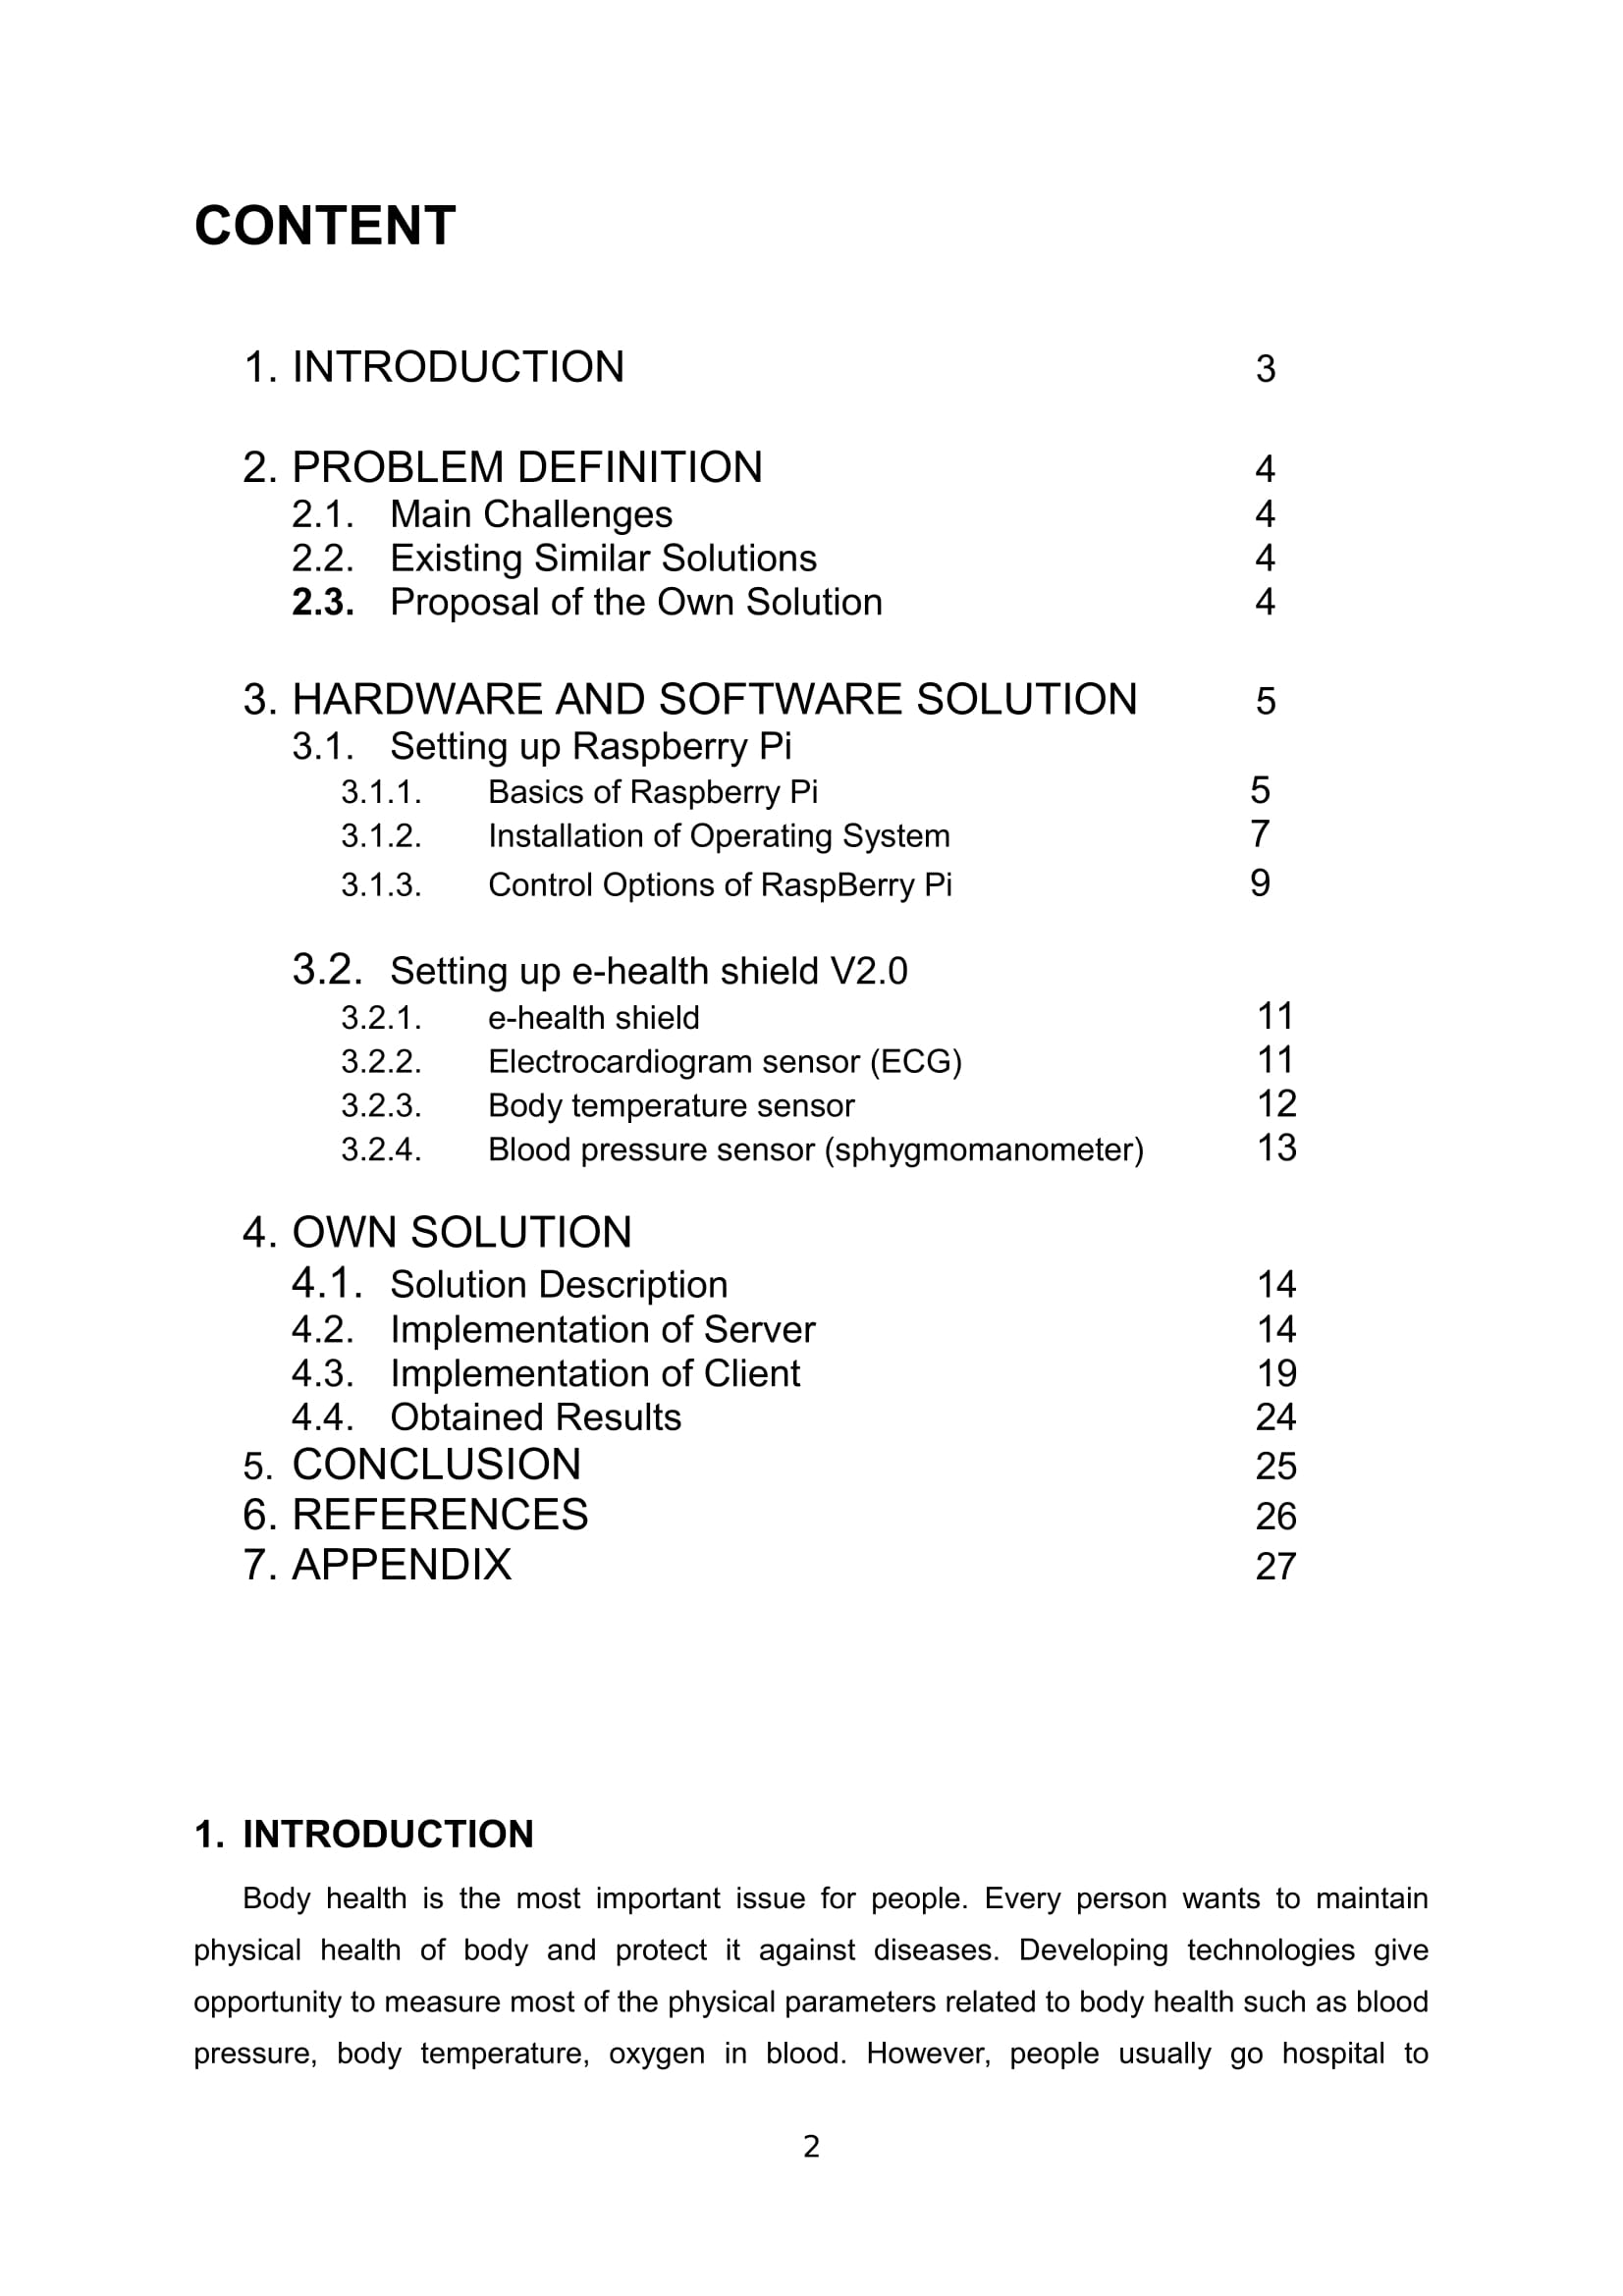 CONTENT
1. INTRODUCTION 3
2. PROBLEM DEFINITION 4
2.1. Main Challenges 4
2.2. Existing Similar Solutions 4
2.3. Proposal of the Own Solution 4
3. HARDWARE AND SOFTWARE SOLUTION 5
3.1. Setting up Raspberry Pi
3.1.1. Basics of Raspberry Pi 5
3.1.2. Installation of Operating System 7
3.1.3. Control Options of RaspBerry Pi 9
3.2. Setting up e-health shield V2.0
3.2.1. e-health shield 11
3.2.2. Electrocardiogram sensor (ECG) 11
3.2.3. Body temperature sensor 12
3.2.4. Blood pressure sensor (sphygmomanometer) 13
4. OWN SOLUTION
4.1. Solution Description 14
4.2. Implementation of Server 14
4.3. Implementation of Client 19
4.4. Obtained Results 24
5. CONCLUSION 25
6. REFERENCES 26
7. APPENDIX 27
1. INTRODUCTION
Body health is the most important issue for people. Every person wants to maintain
physical health of body and protect it against diseases. Developing technologies give
opportunity to measure most of the physical parameters related to body health such as blood
pressure, body temperature, oxygen in blood. However, people usually go hospital to
2